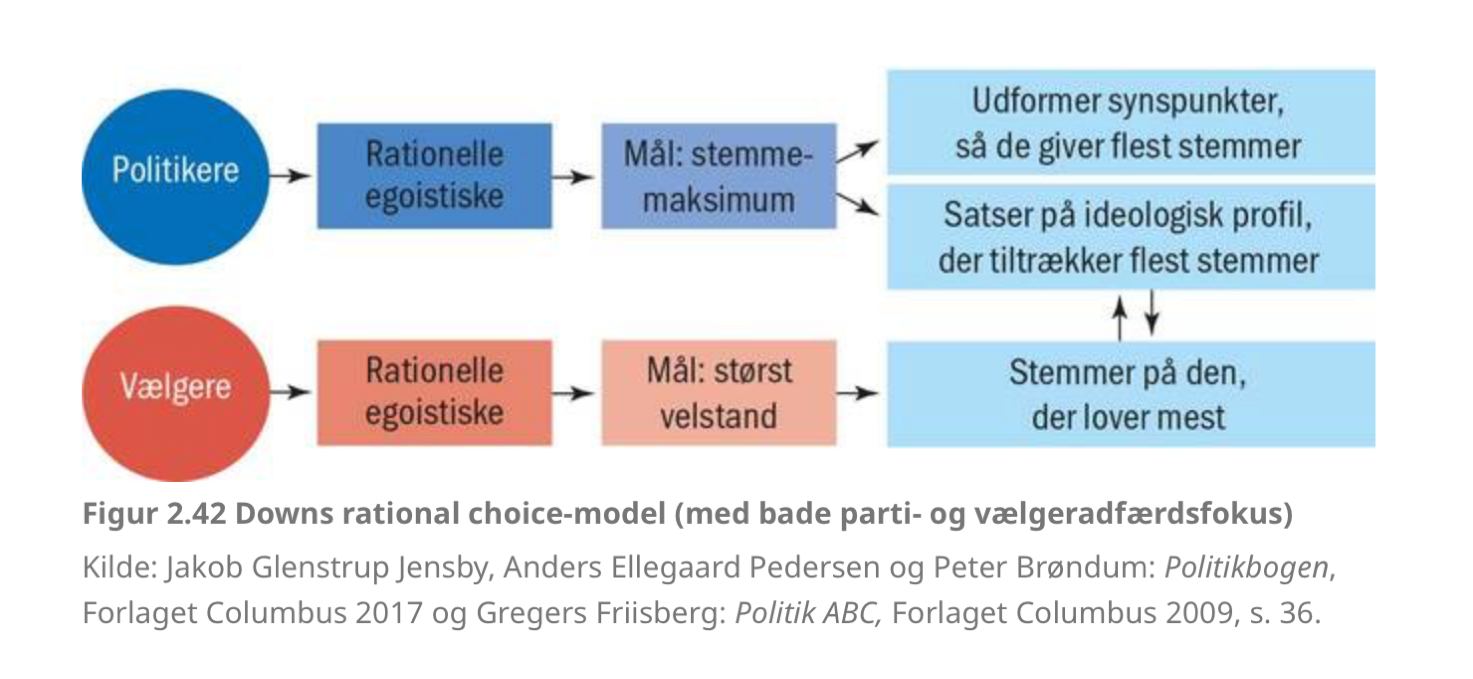 Politikere
Rationelle
egoistiske
Mål: stemme-
maksimum
Udformer synspunkter,
så de giver flest stemmer
Satser på ideologisk profil,
der tiltrækker flest stemmer
Vælgere
Rationelle
egoistiske
Mål: størst
velstand
Stemmer på den,
der lover mest
Figur 2.42 Downs rational choice-model (med bade parti- og vælgeradfærdsfokus)
Kilde: Jakob Glenstrup Jensby, Anders Ellegaard Pedersen og Peter Brøndum: Politikbogen,
Forlaget Columbus 2017 og Gregers Friisberg: Politik ABC, Forlaget Columbus 2009, s. 36.